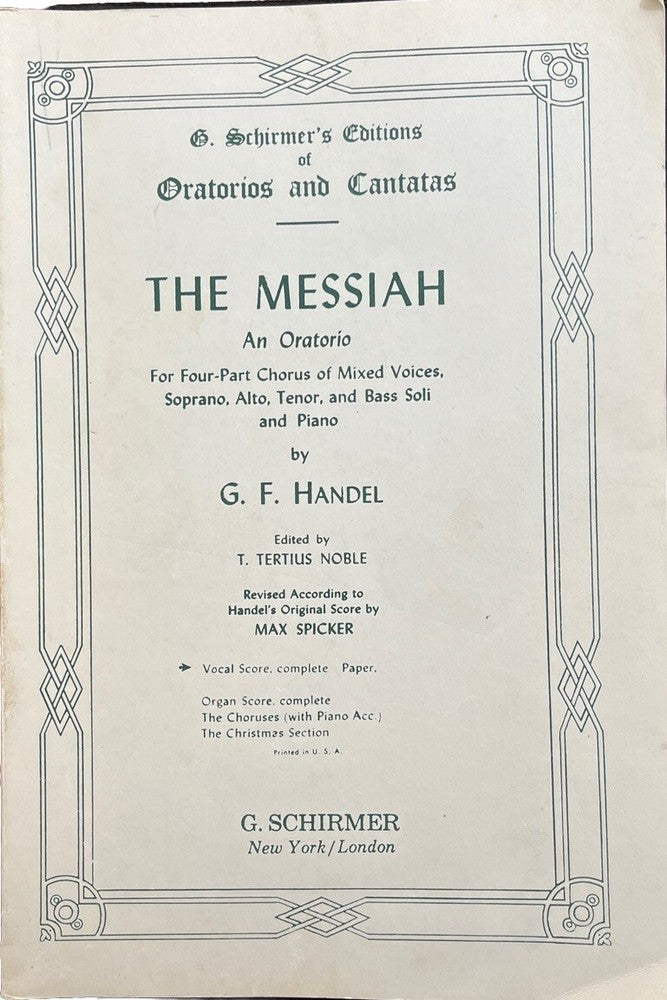 G. Schirmer's Editions
of
Oratorios and Cantatas
THE MESSIAH
An Oratorio
For Four-Part Chorus of Mixed Voices,
Soprano, Alto, Tenor, and Bass Soli
and Piano
by
G. F. HANDEL
Edited by
T. TERTIUS NOBLE
Revised According to
Handel's Original Score by
MAX SPICKER
➔ Vocal Score, complete Paper,
Organ Score, complete
The Choruses (with Piano Acc.)
The Christmas Section
Printed in U. S. A.
G. SCHIRMER
New York/London